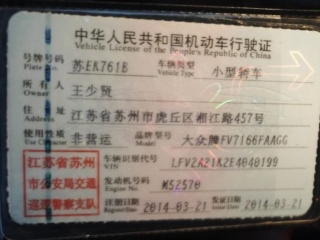 中华人民共和国机动车行驶证
Vehicle License of the People's Republic of China
号牌号码 苏EK761B 车辆类型 小型轿车
Plate No. Vehicle Type
所有人 王少贤
Owner
住址 江苏省苏州市虎丘区湘江路457号
Address
使用性质 非营运 品牌型号 大众牌FV7166FAAGG
Use Character Model
江苏省苏州 车辆识别代号 LFV2A21K2E4048199
市公安局交通 VIN
巡逻警察支队 发动机号码 M52570
Engine No.
注册日期 2014-03-21 发证日期 2014-03-21
Register Date Issue Date